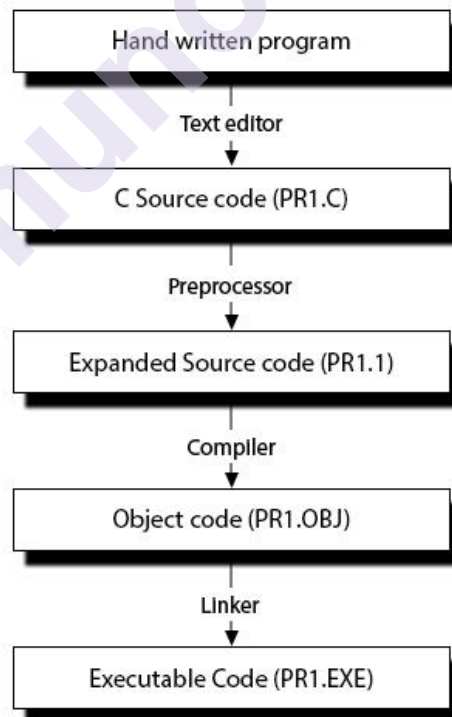 Hand written program
Text editor
C Source code (PR1.C)
Preprocessor
Expanded Source code (PR1.1)
Compiler
Object code (PR1.OBJ)
Linker
Executable Code (PR1.EXE)